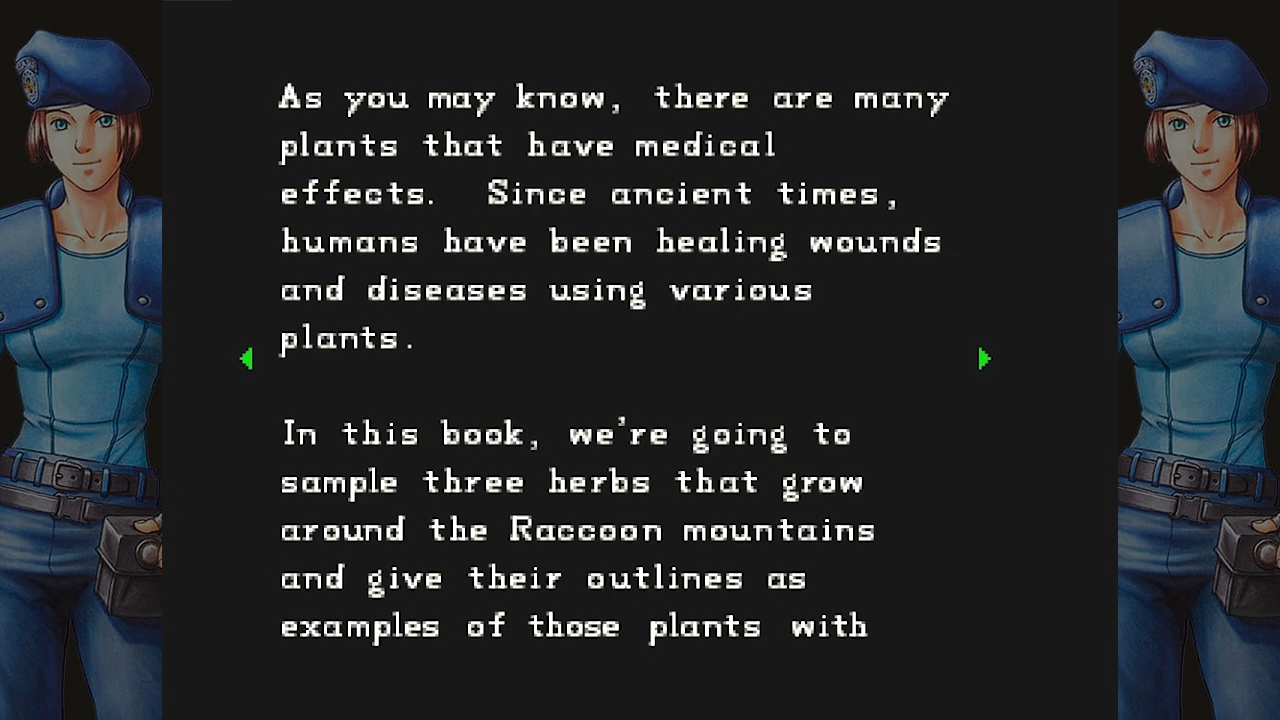 As you may know, there are many
plants that have medical
effects. Since ancient times,
humans have been healing wounds
and diseases using various
plants.
In this book, we're going to
sample three herbs that grow
around the Raccoon mountains
and give their outlines as
examples of those plants with